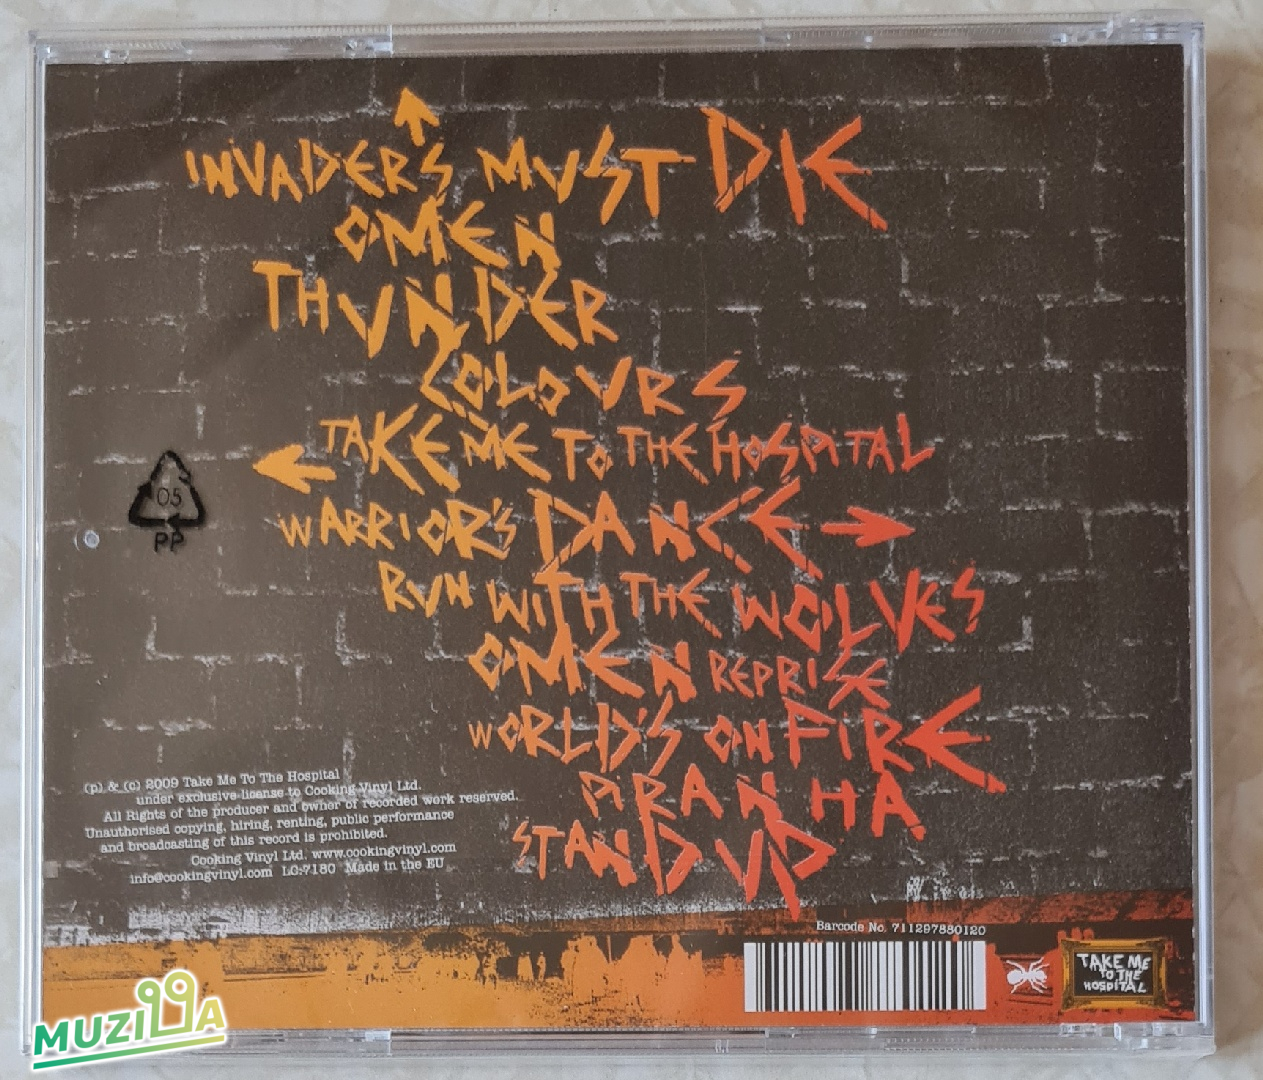 INVADERS MUST DIE
OMEN
THUNDER
COLOURS
TAKE ME TO THE HOSPITAL
WARRIOR'S DANCE
RUN WITH THE WOLVES
OMEN REPRISE
WORLD'S ON FIRE
PIRANHA
STAND UP
05
PP
(p) & (c) 2009 Take Me To The Hospital
under exclusive license to Cooking Vinyl Ltd.
All Rights of the producer and owner of recorded work reserved.
Unauthorised copying, hiring, renting, public performance
and broadcasting of this record is prohibited.
Cooking Vinyl Ltd. www.cookingvinyl.com
info@cookingvinyl.com LC-7180 Made in the EU
Barcode No. 711297880120
TAKE ME
TO THE
HOSPITAL
MUZILLA